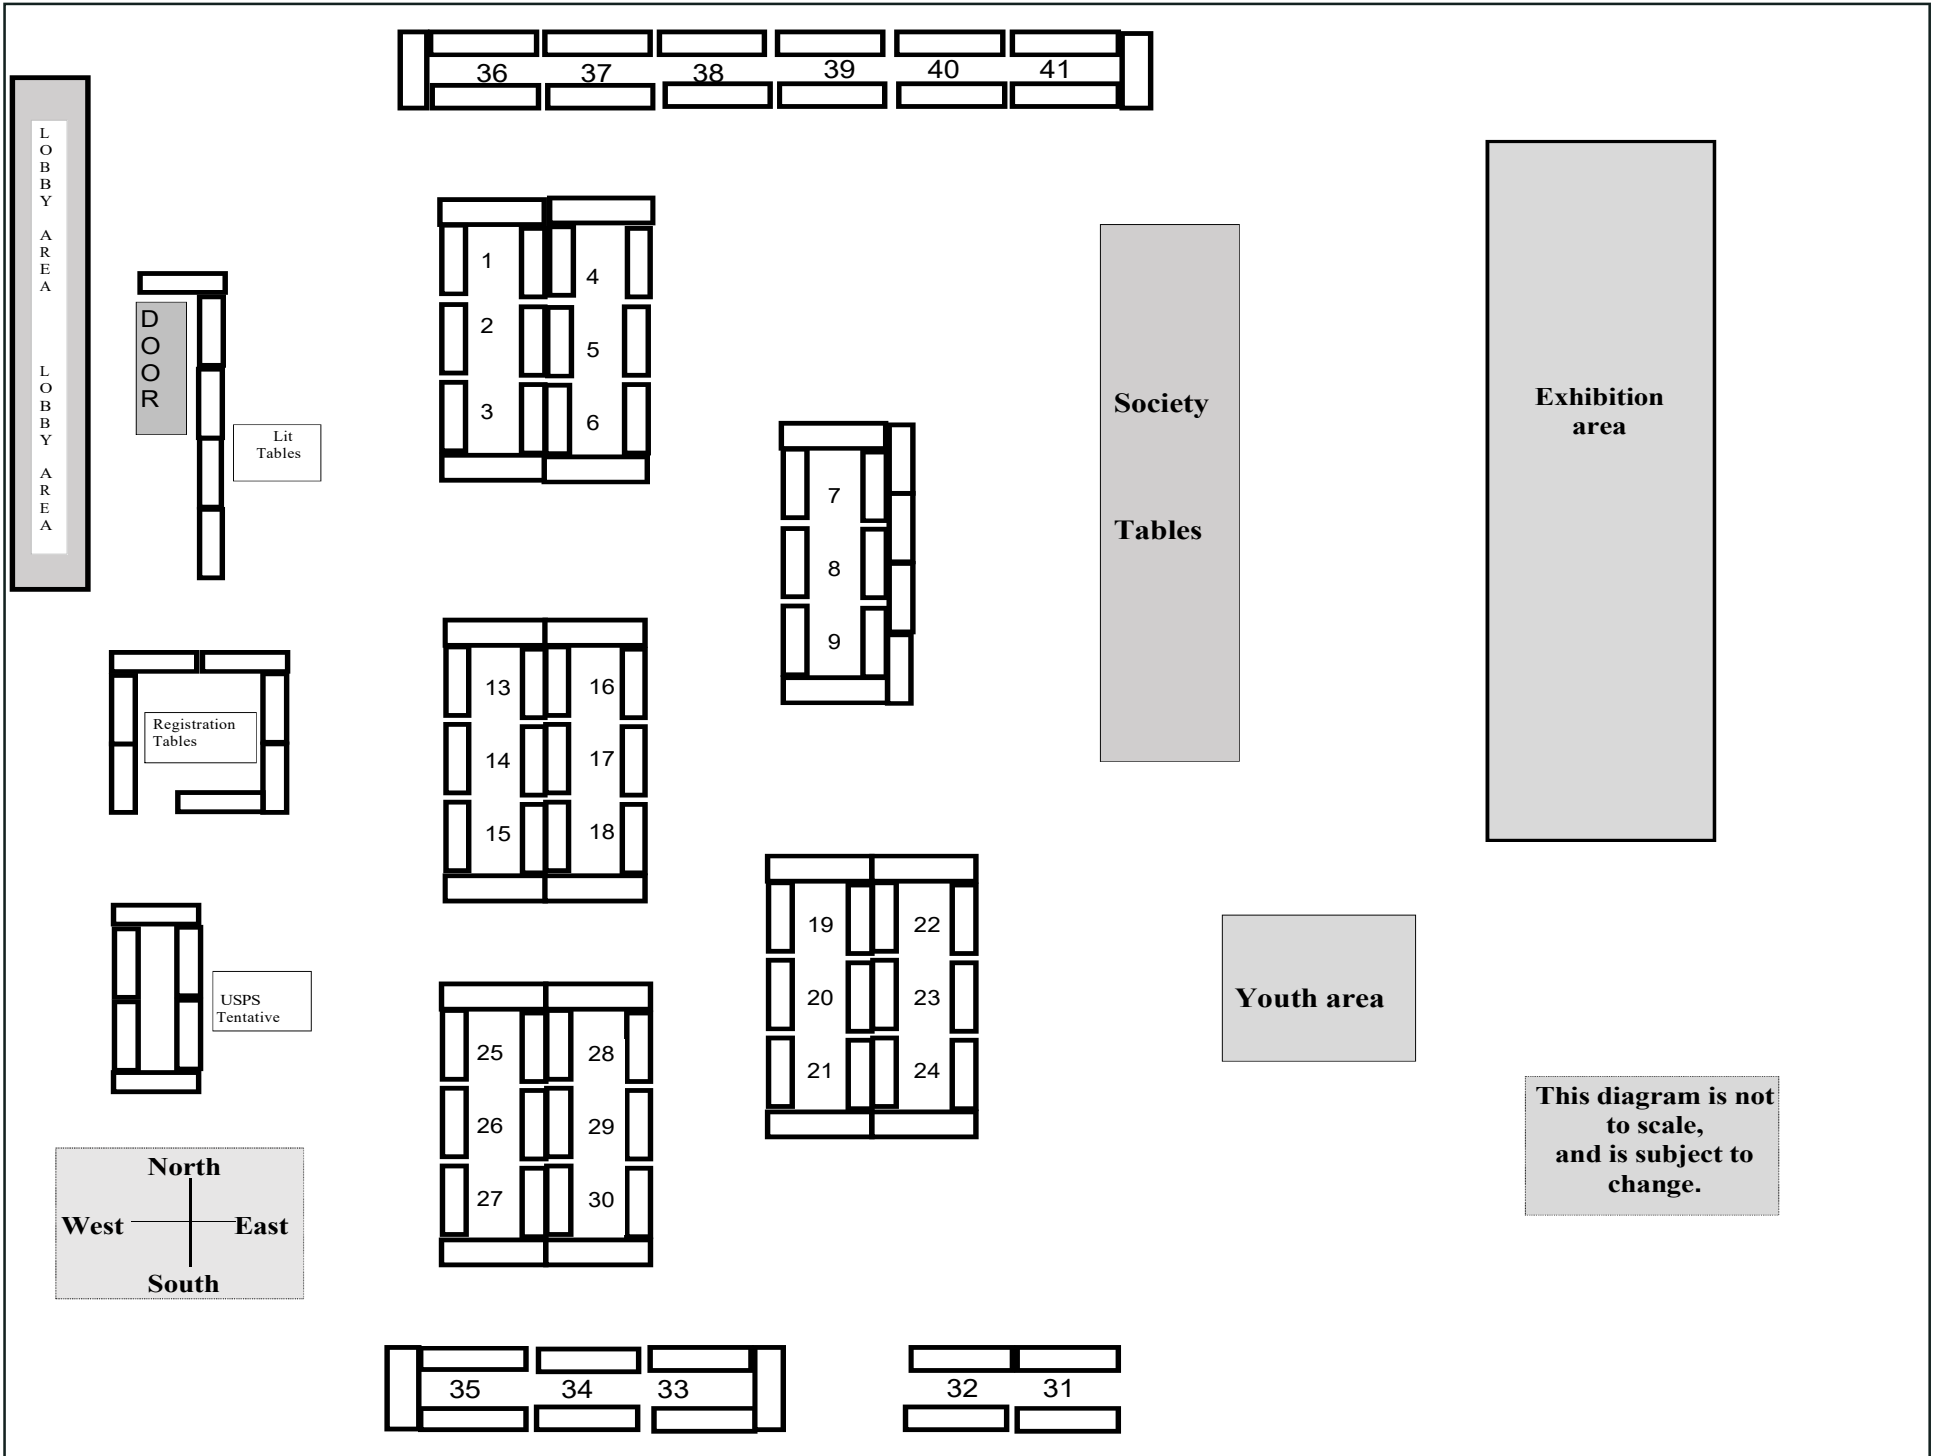 36 37 38 39 40 41
LOBBY AREA
LOBBY AREA
DOOR
Lit
Tables
1
2
3
4
5
6
7
8
9
Society
Tables
Exhibition
area
Registration
Tables
13
14
15
16
17
18
19
20
21
22
23
24
USPS
Tentative
25
26
27
28
29
30
Youth area
This diagram is not
to scale,
and is subject to
change.
North
West East
South
35 34 33 32 31